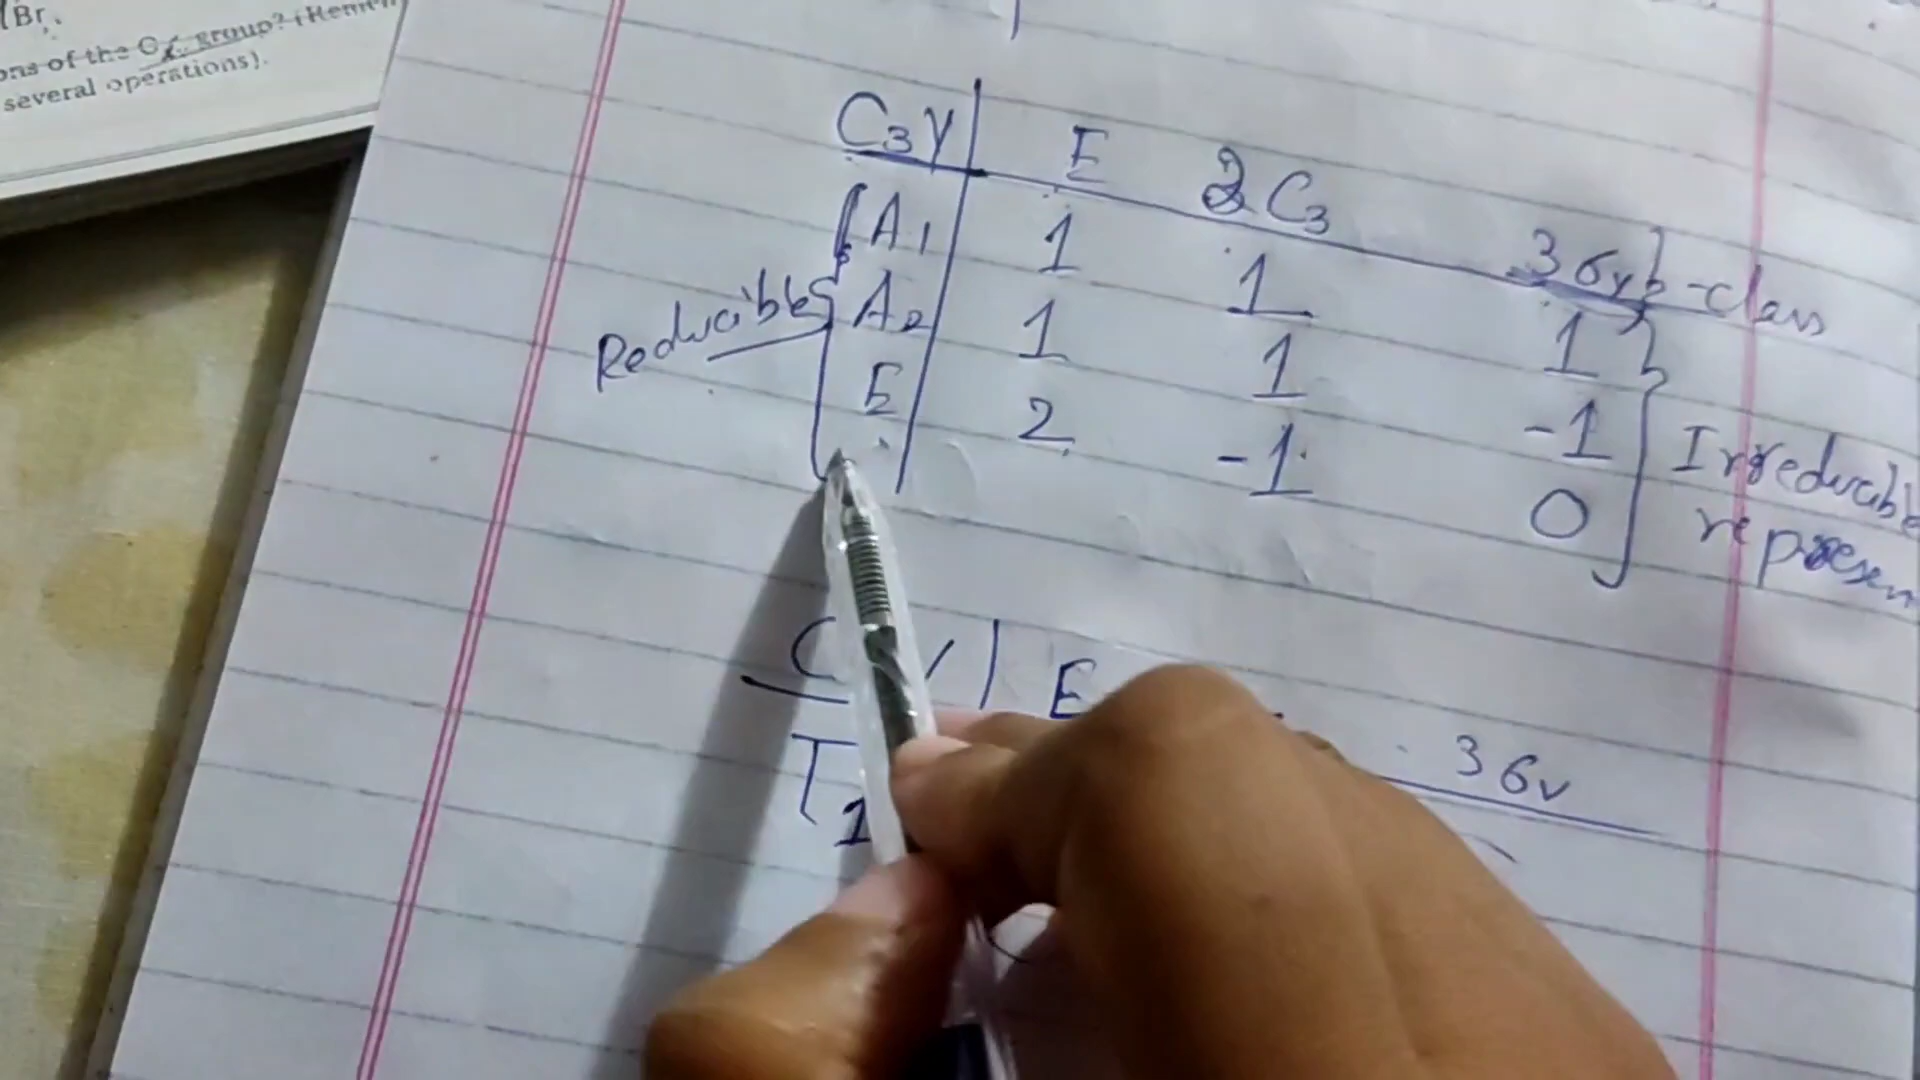 Br.
ons of the C group? (Remem
several operations).
C3V E 2C3 3σv - class
A1 1 1 1
Reducible A2 1 1 -1
E 2 -1 0
Irreducible
represen
E 3σv
T1